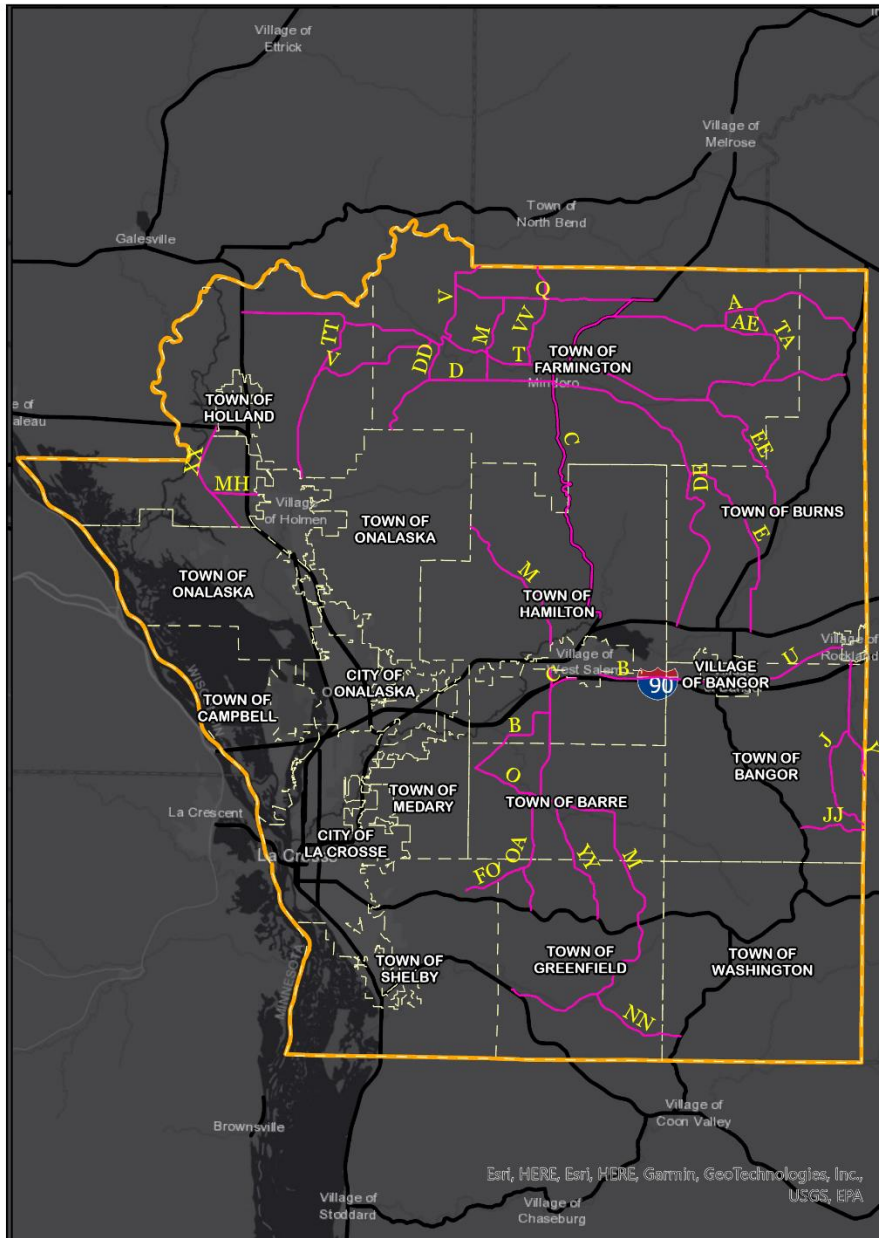 Village of
Ettrick
Village of
Melrose
Town of
North Bend
Galesville
V
Q
A
TT
M
VV
AE
TA
V
DD
T
D
TOWN OF
FARMINGTON
Mindoro
TOWN OF
HOLLAND
C
EE
XX
MH
DE
Village
of Holmen
TOWN OF
ONALASKA
TOWN OF BURNS
E
M
TOWN OF
ONALASKA
TOWN OF
HAMILTON
Village of
West Salem
U
Village of
Rockland
CITY OF
ONALASKA
C
B
90
VILLAGE
OF BANGOR
TOWN OF
CAMPBELL
B
J
TOWN OF
BANGOR
O
TOWN OF
MEDARY
TOWN OF BARRE
La Crescent
JJ
CITY OF
LA CROSSE
La Crosse
OA
YY
M
FO
TOWN OF
SHELBY
TOWN OF
GREENFIELD
TOWN OF
WASHINGTON
NN
Brownsville
Village of
Coon Valley
Esri, HERE, Esri, HERE, Garmin, GeoTechnologies, Inc.,
USGS, EPA
Village of
Stoddard
Village of
Chaseburg